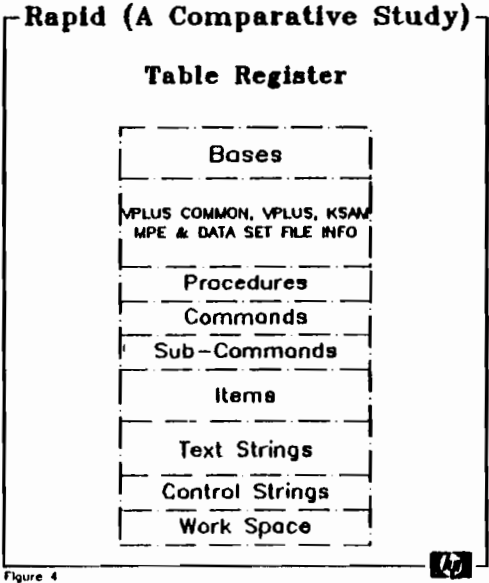 Rapid (A Comparative Study)
Table Register
Bases
VPLUS COMMON, VPLUS, KSAM
MPE & DATA SET FILE INFO
Procedures
Commands
Sub-Commands
Items
Text Strings
Control Strings
Work Space
hp
Figure 4